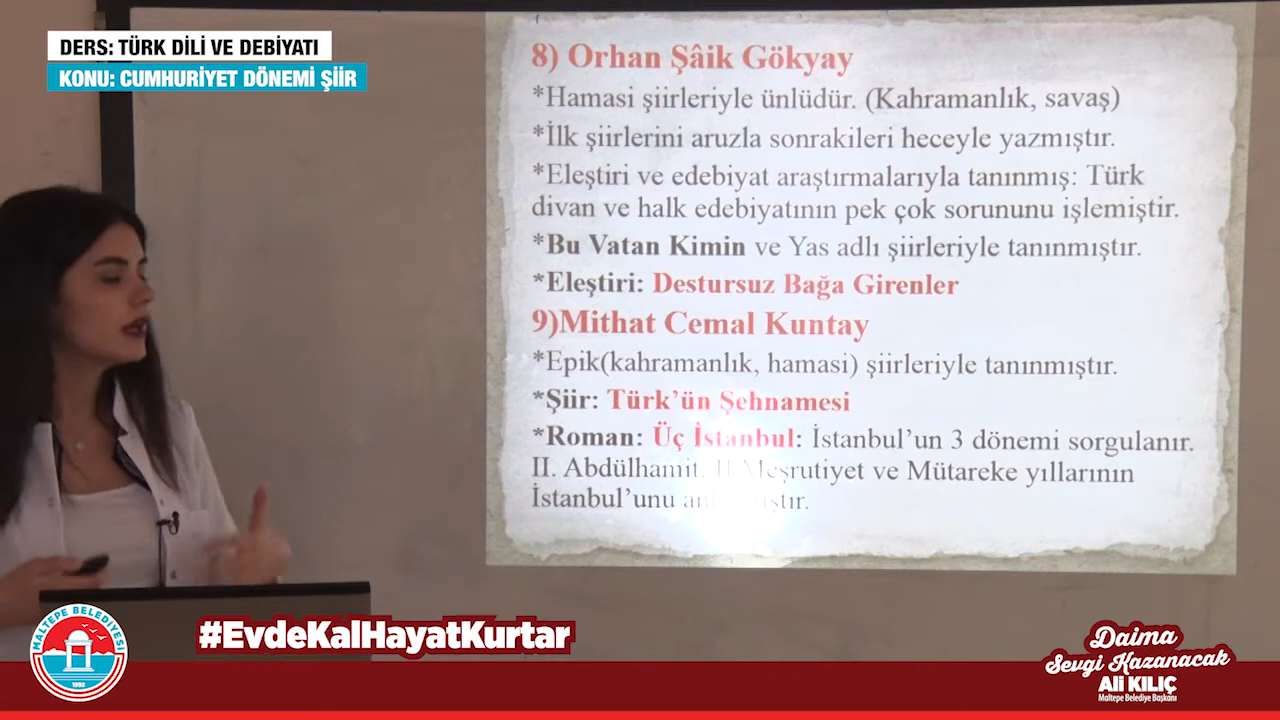 DERS: TÜRK DİLİ VE DEBİYATI
KONU: CUMHURİYET DÖNEMİ ŞİİR
8) Orhan Şâik Gökyay
*Hamasi şiirleriyle ünlüdür. (Kahramanlık, savaş)
*İlk şiirlerini aruzla sonrakileri heceyle yazmıştır.
*Eleştiri ve edebiyat araştırmalarıyla tanınmış: Türk
divan ve halk edebiyatının pek çok sorununu işlemiştir.
*Bu Vatan Kimin ve Yas adlı şiirleriyle tanınmıştır.
*Eleştiri: Destursuz Bağa Girenler
9)Mithat Cemal Kuntay
*Epik(kahramanlık, hamasi) şiirleriyle tanınmıştır.
*Şiir: Türk'ün Şehnamesi
*Roman: Üç İstanbul: İstanbul'un 3 dönemi sorgulanır.
II. Abdülhamit, II Meşrutiyet ve Mütareke yıllarının
İstanbul'unu
MALTEPE BELEDİYESİ
1992
#EvdeKalHayatKurtar
Daima
Sevgi Kazanacak
Ali KILIÇ
Maltepe Belediye Başkanı